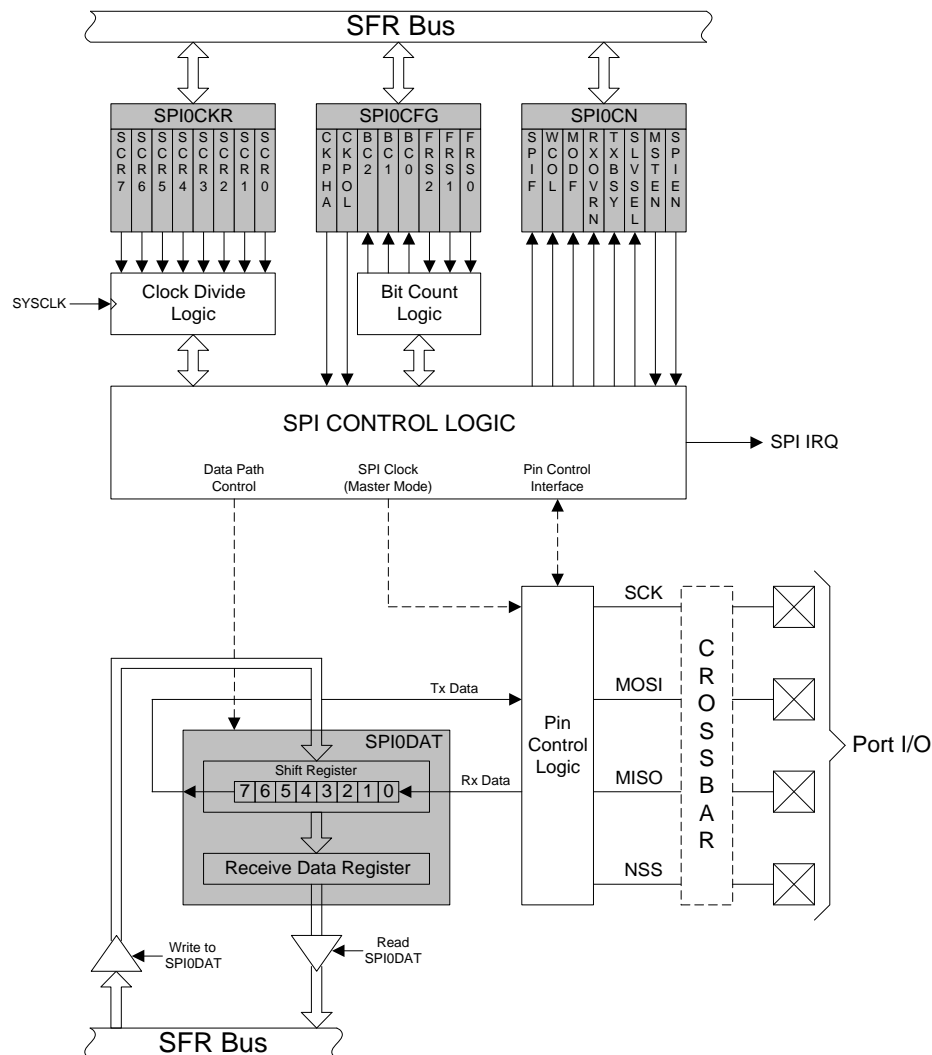 SFR Bus
SPI0CKR
SCR7 SCR6 SCR5 SCR4 SCR3 SCR2 SCR1 SCR0
SPI0CFG
CKPHA CKPOL BC2 BC1 BC0 FRS2 FRS1 FRS0
SPI0CN
SPIF WCOL MODF RXOVRN TXBSY SLVSEL MSTEN SPIEN
SYSCLK
Clock Divide
Logic
Bit Count
Logic
SPI CONTROL LOGIC
SPI IRQ
Data Path
Control
SPI Clock
(Master Mode)
Pin Control
Interface
SCK
MOSI
MISO
NSS
Pin
Control
Logic
CROSSBAR
Port I/O
Tx Data
SPI0DAT
Shift Register
7 6 5 4 3 2 1 0
Rx Data
Receive Data Register
Write to
SPI0DAT
Read
SPI0DAT
SFR Bus